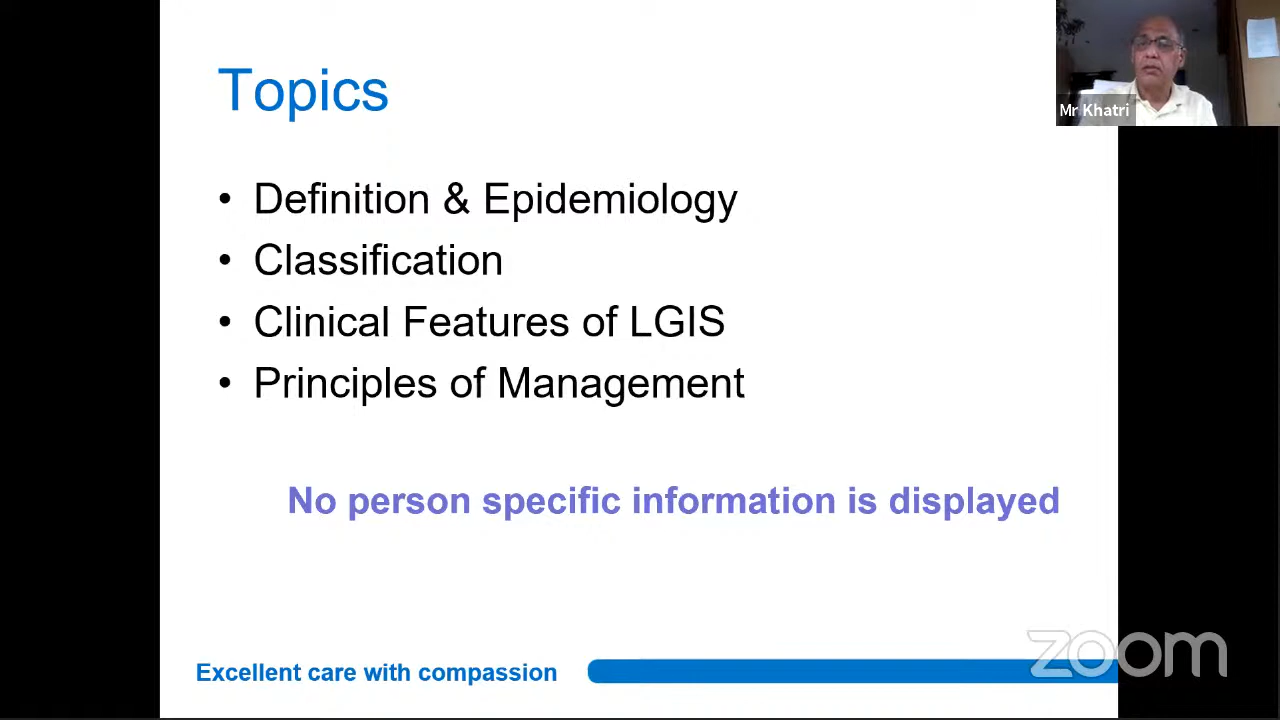 Topics
Mr Khatri
• Definition & Epidemiology
• Classification
• Clinical Features of LGIS
• Principles of Management
No person specific information is displayed
Excellent care with compassion
zoom